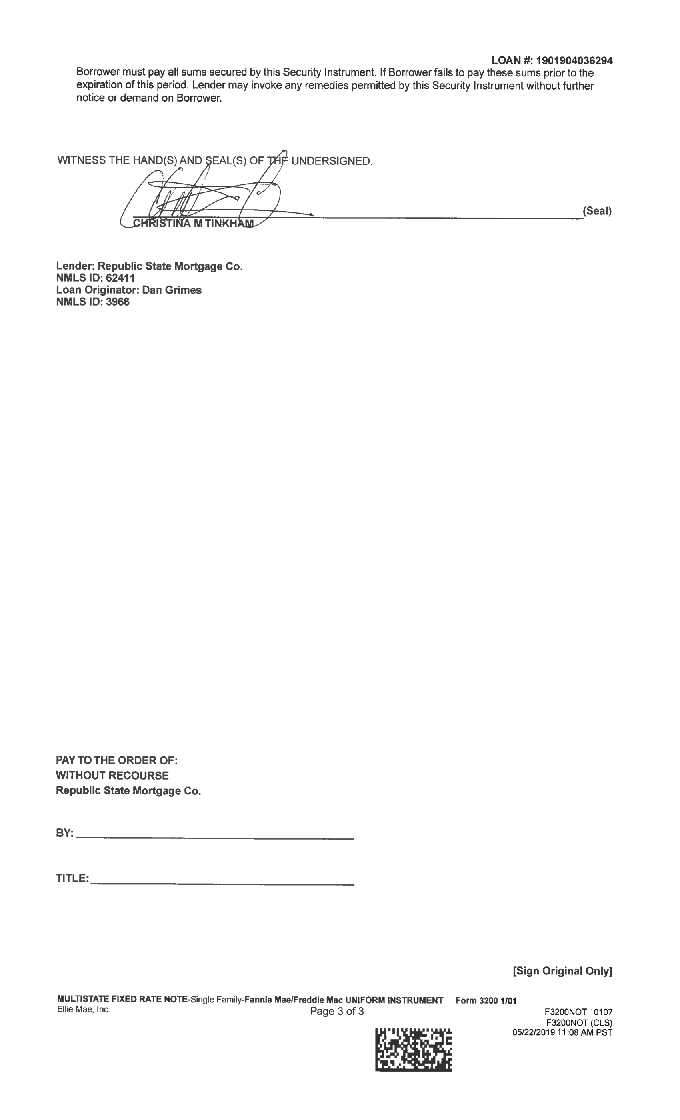 LOAN #: 1901904036294
Borrower must pay all sums secured by this Security Instrument. If Borrower fails to pay these sums prior to the
expiration of this period, Lender may invoke any remedies permitted by this Security Instrument without further
notice or demand on Borrower.
WITNESS THE HAND(S) AND SEAL(S) OF THE UNDERSIGNED.
(Seal)
CHRISTINA M TINKHAM
Lender: Republic State Mortgage Co.
NMLS ID: 62411
Loan Originator: Dan Grimes
NMLS ID: 3966
PAY TO THE ORDER OF:
WITHOUT RECOURSE
Republic State Mortgage Co.
BY:
TITLE:
[Sign Original Only]
MULTISTATE FIXED RATE NOTE-Single Family-Fannie Mae/Freddie Mac UNIFORM INSTRUMENT Form 3200 1/01
Ellie Mae, Inc.
Page 3 of 3
F3200NOT 0107
F3200NOT (CLS)
05/22/2019 11:08 AM PST